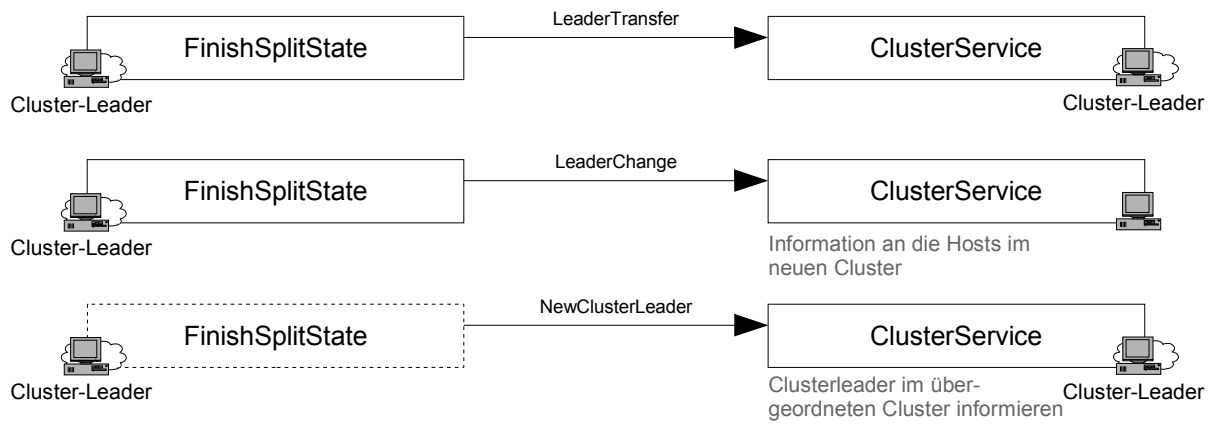 LeaderTransfer
FinishSplitState
ClusterService
Cluster-Leader
Cluster-Leader
LeaderChange
FinishSplitState
ClusterService
Cluster-Leader
Information an die Hosts im
neuen Cluster
NewClusterLeader
FinishSplitState
ClusterService
Cluster-Leader
Clusterleader im über-
geordneten Cluster informieren
Cluster-Leader